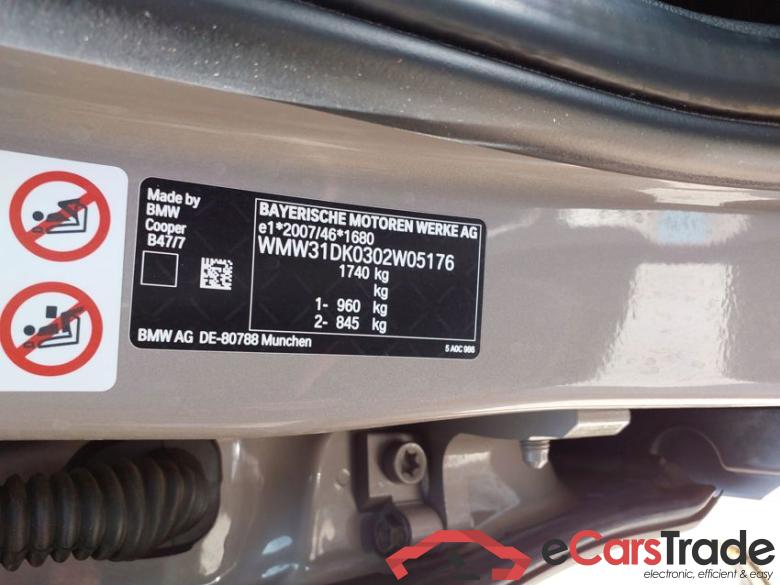 Made by
BMW
Cooper
B47/7
BAYERISCHE MOTOREN WERKE AG
e1*2007/46*1680
WMW31DK0302W05176
1740 kg
kg
1- 960 kg
2- 845 kg
BMW AG DE-80788 Munchen
5 A0C 986
eCarsTrade
electronic, efficient & easy